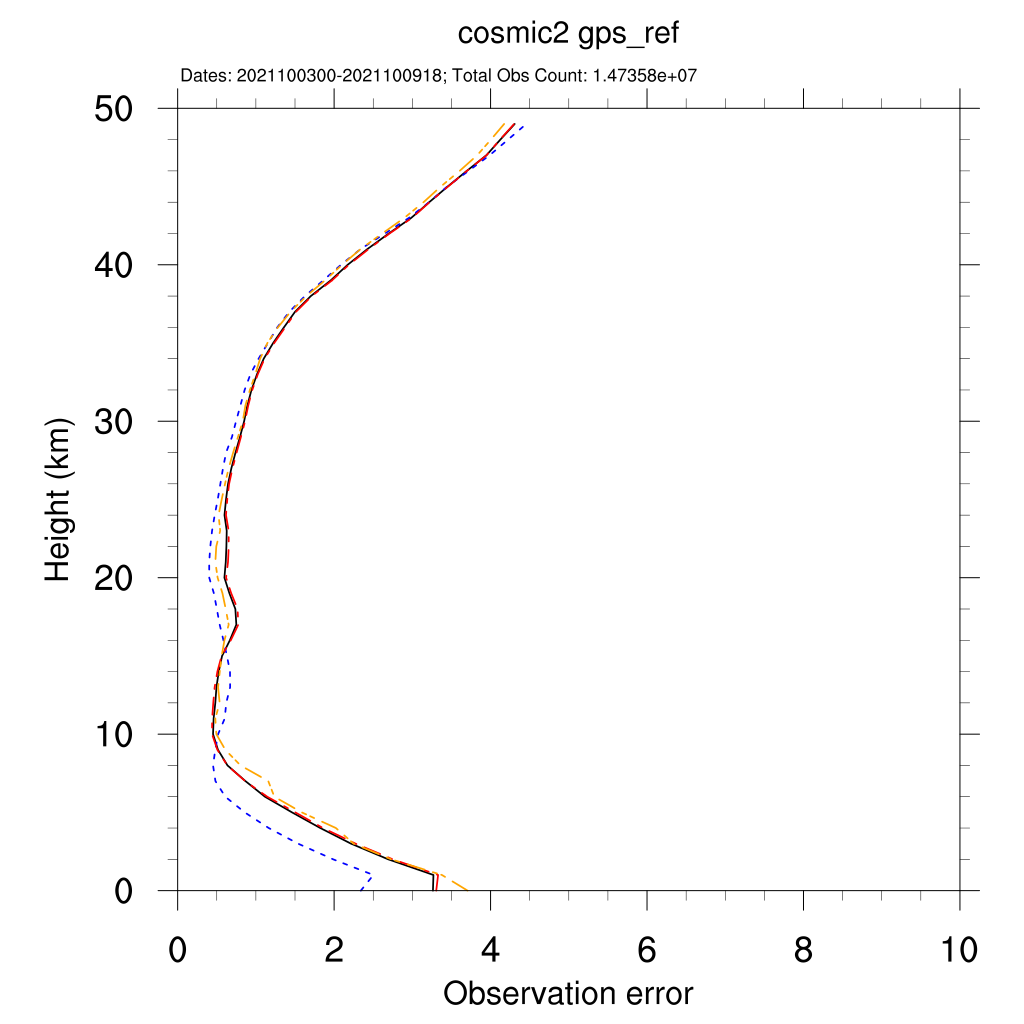 cosmic2 gps_ref
Dates: 2021100300-2021100918; Total Obs Count: 1.47358e+07
50
40
30
20
10
0
Height (km)
0 2 4 6 8 10
Observation error